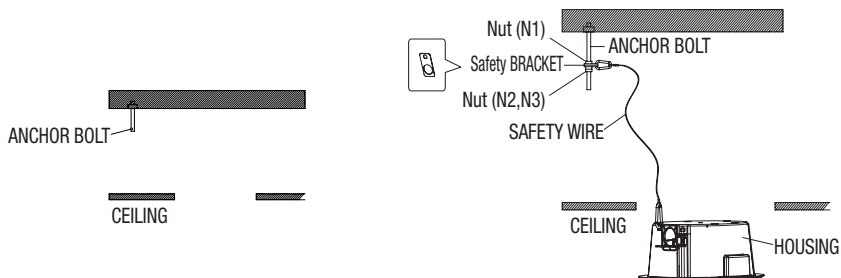 ANCHOR BOLT
CEILING
Nut (N1)
ANCHOR BOLT
Safety BRACKET
Nut (N2,N3)
SAFETY WIRE
CEILING
HOUSING